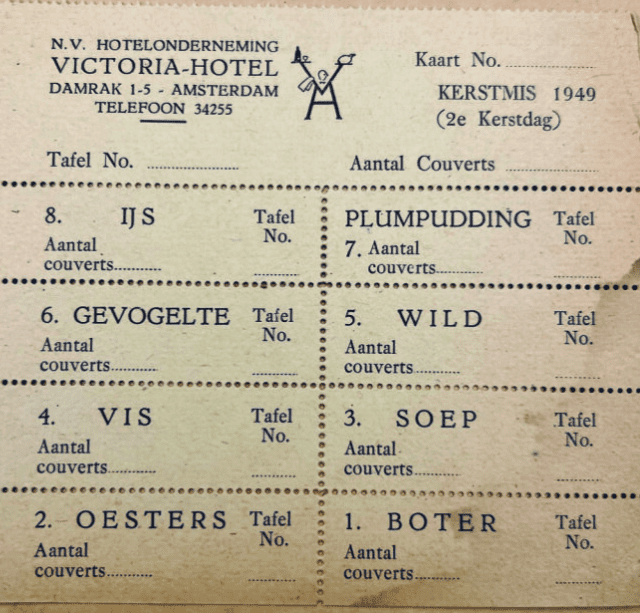 N.V. HOTELONDERNEMING
VICTORIA-HOTEL
DAMRAK 1-5 - AMSTERDAM
TELEFOON 34255
Kaart No. ....................
KERSTMIS 1949
(2e Kerstdag)
Tafel No. ....................
Aantal Couverts ....................
8. IJS
Tafel No. ............
Aantal
couverts............
PLUMPUDDING
Tafel No. ............
7. Aantal
couverts............
6. GEVOGELTE
Tafel No. ............
Aantal
couverts............
5. WILD
Tafel No. ............
Aantal
couverts............
4. VIS
Tafel No. ............
Aantal
couverts............
3. SOEP
Tafel No. ............
Aantal
couverts............
2. OESTERS
Tafel No. ............
Aantal
couverts............
1. BOTER
Tafel No. ............
Aantal
couverts............